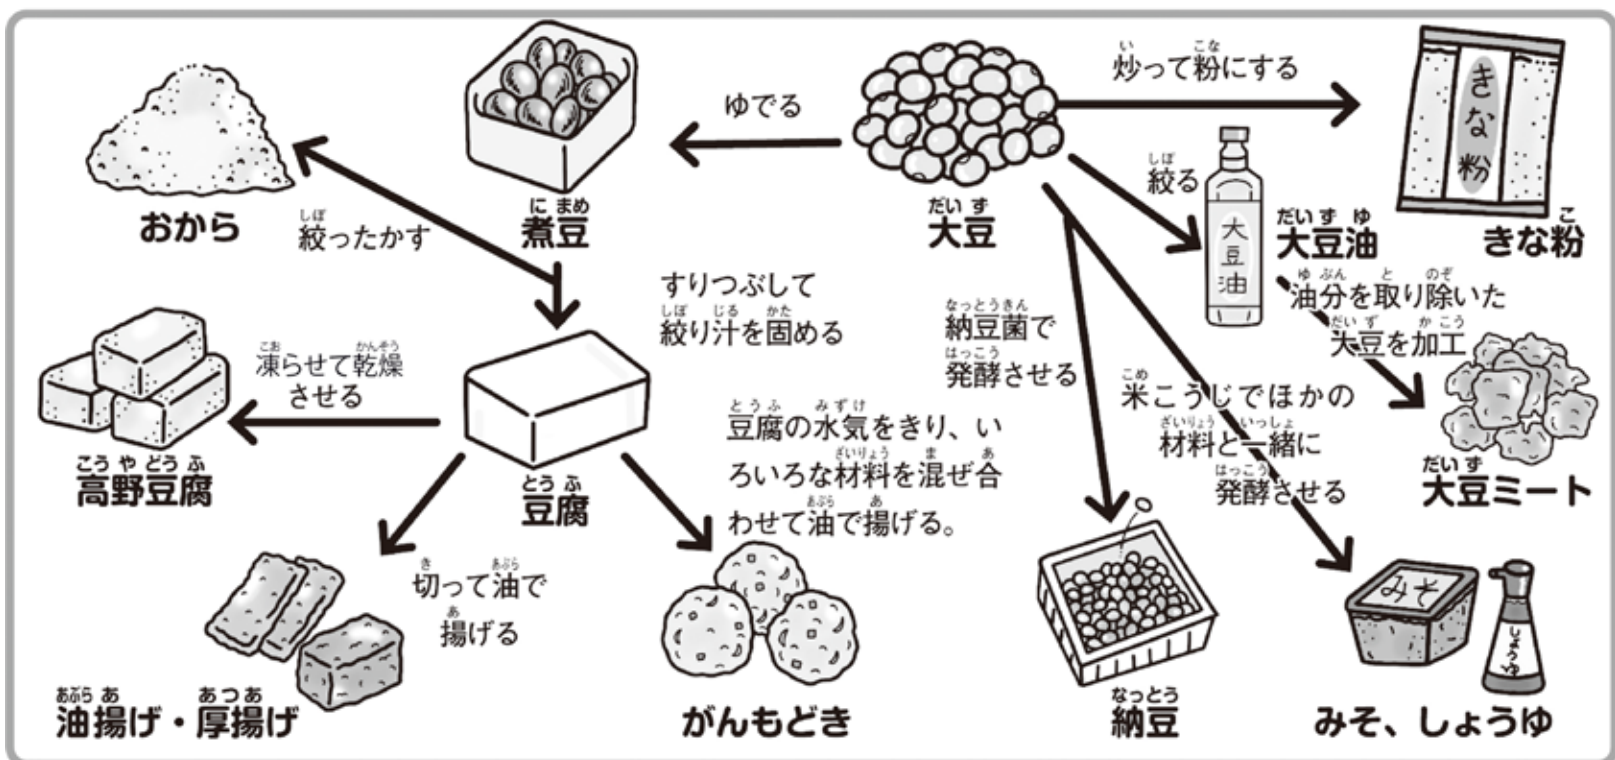 炒って粉にする
ゆでる
きな粉
絞る
おから
絞ったかす
煮豆
大豆
大豆油
大豆油
きな粉
油分を取り除いた
大豆を加工
すりつぶして
絞り汁を固める
納豆菌で
発酵させる
凍らせて乾燥
させる
米こうじでほかの
材料と一緒に
発酵させる
豆腐の水気をきり、い
ろいろな材料を混ぜ合
わせて油で揚げる。
高野豆腐
豆腐
大豆ミート
切って油で
揚げる
みそ
しょうゆ
油揚げ・厚揚げ
がんもどき
納豆
みそ、しょうゆ